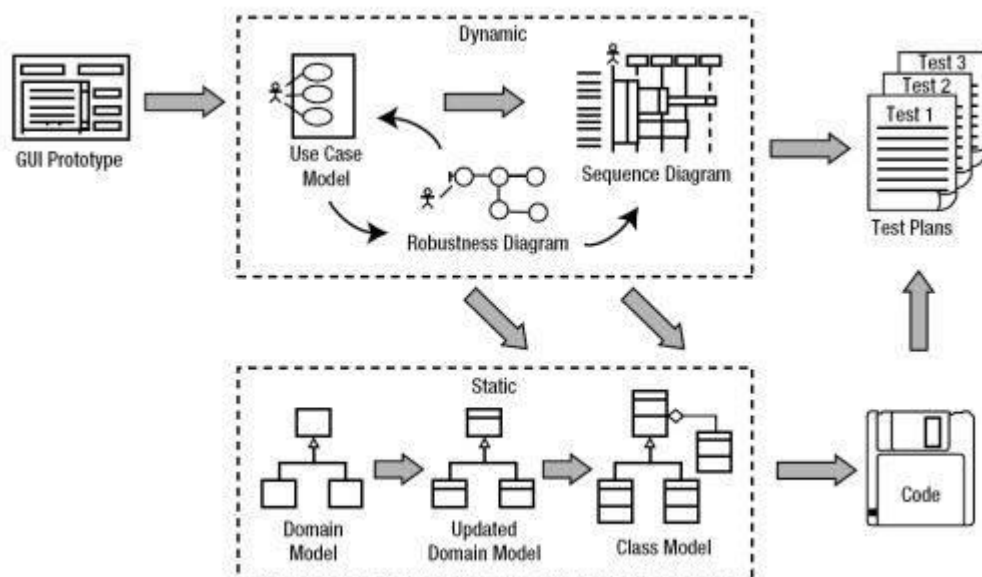 Dynamic
GUI Prototype
Use Case
Model
Robustness Diagram
Sequence Diagram
Test 3
Test 2
Test 1
Test Plans
Static
Domain
Model
Updated
Domain Model
Class Model
Code